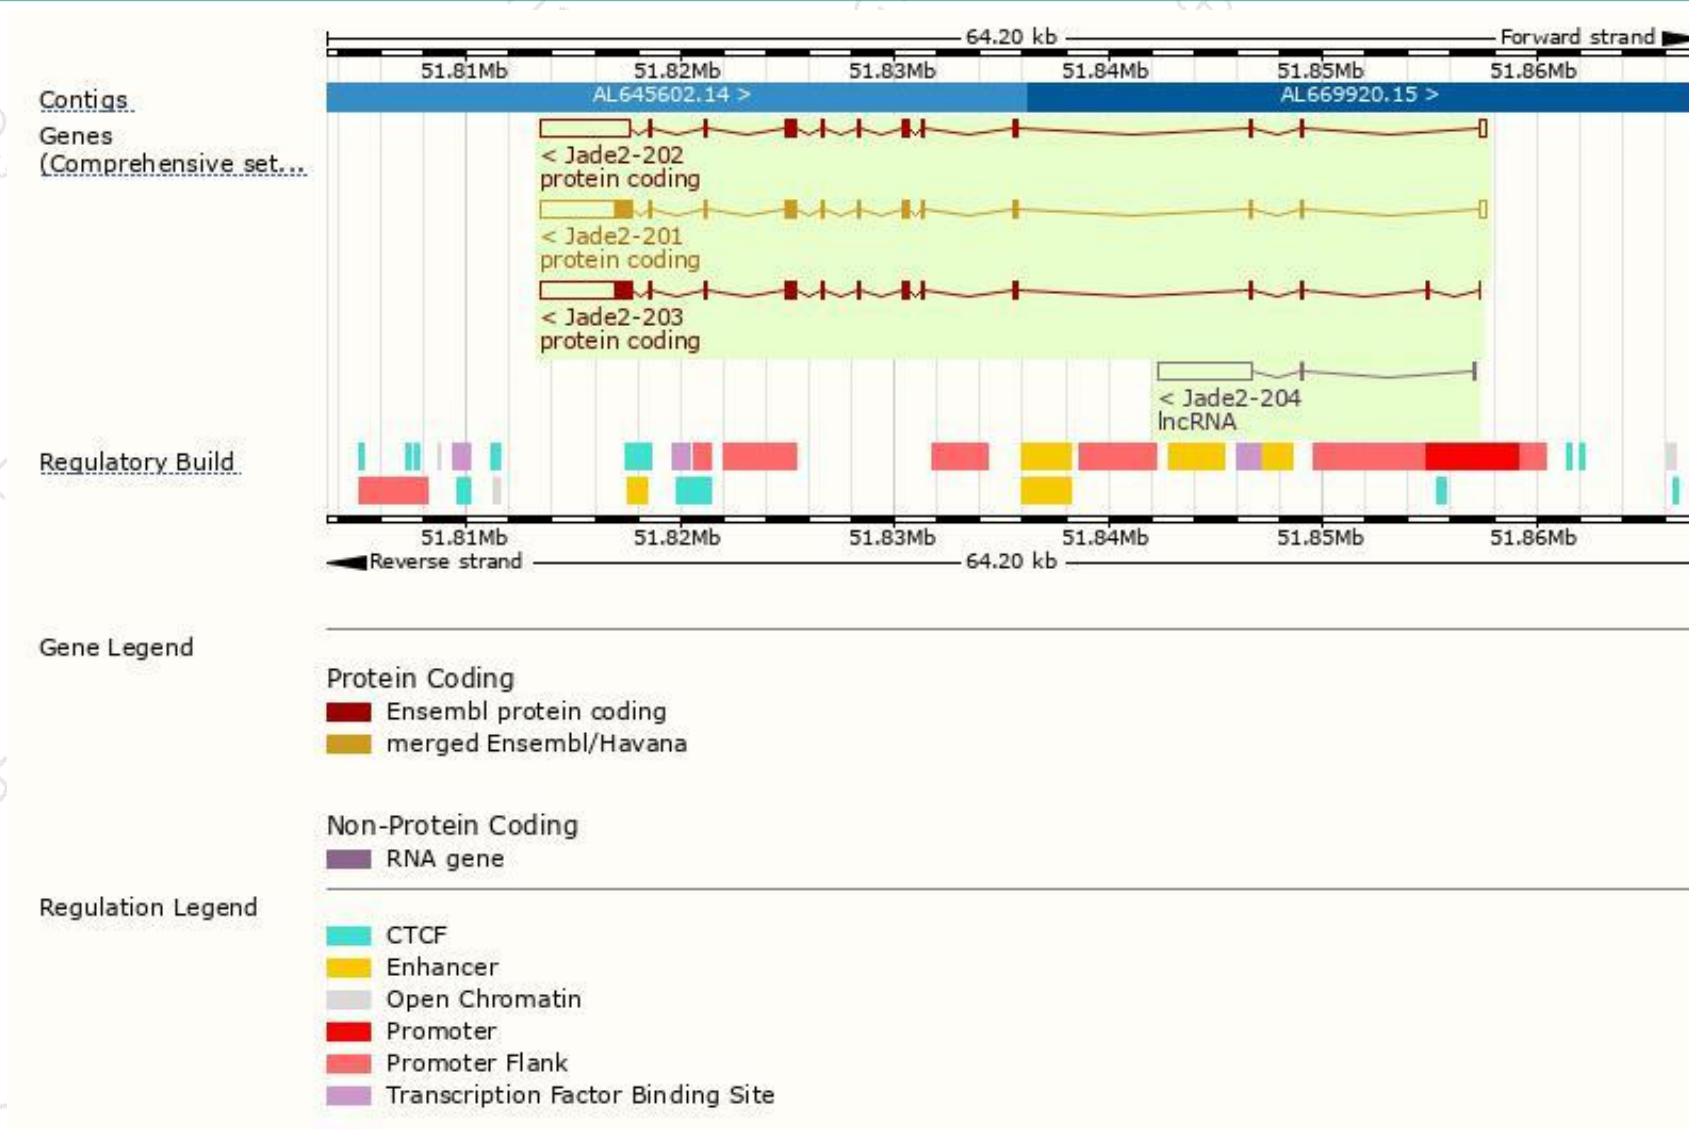 64.20 kb Forward strand
51.81Mb 51.82Mb 51.83Mb 51.84Mb 51.85Mb 51.86Mb
Contigs AL645602.14 > AL669920.15 >
Genes
(Comprehensive set...
< Jade2-202
protein coding
< Jade2-201
protein coding
< Jade2-203
protein coding
< Jade2-204
lncRNA
Regulatory Build
51.81Mb 51.82Mb 51.83Mb 51.84Mb 51.85Mb 51.86Mb
Reverse strand 64.20 kb
Gene Legend
Protein Coding
Ensembl protein coding
merged Ensembl/Havana
Non-Protein Coding
RNA gene
Regulation Legend
CTCF
Enhancer
Open Chromatin
Promoter
Promoter Flank
Transcription Factor Binding Site